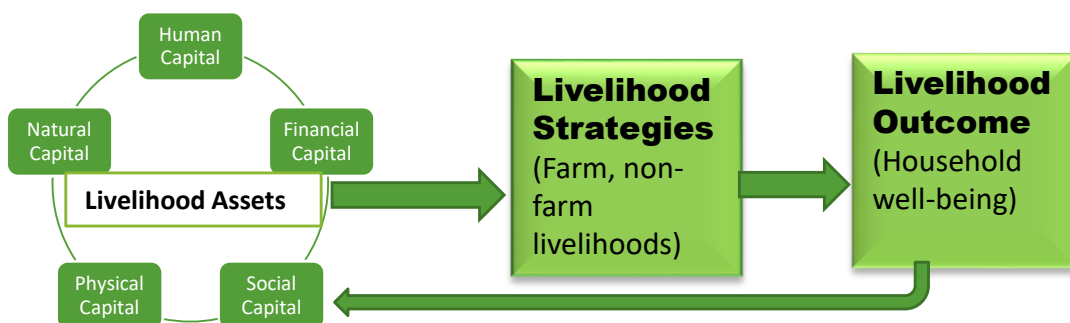 Human
Capital
Natural
Capital
Financial
Capital
Livelihood Assets
Physical
Capital
Social
Capital
Livelihood
Strategies
(Farm, non-
farm
livelihoods)
Livelihood
Outcome
(Household
well-being)